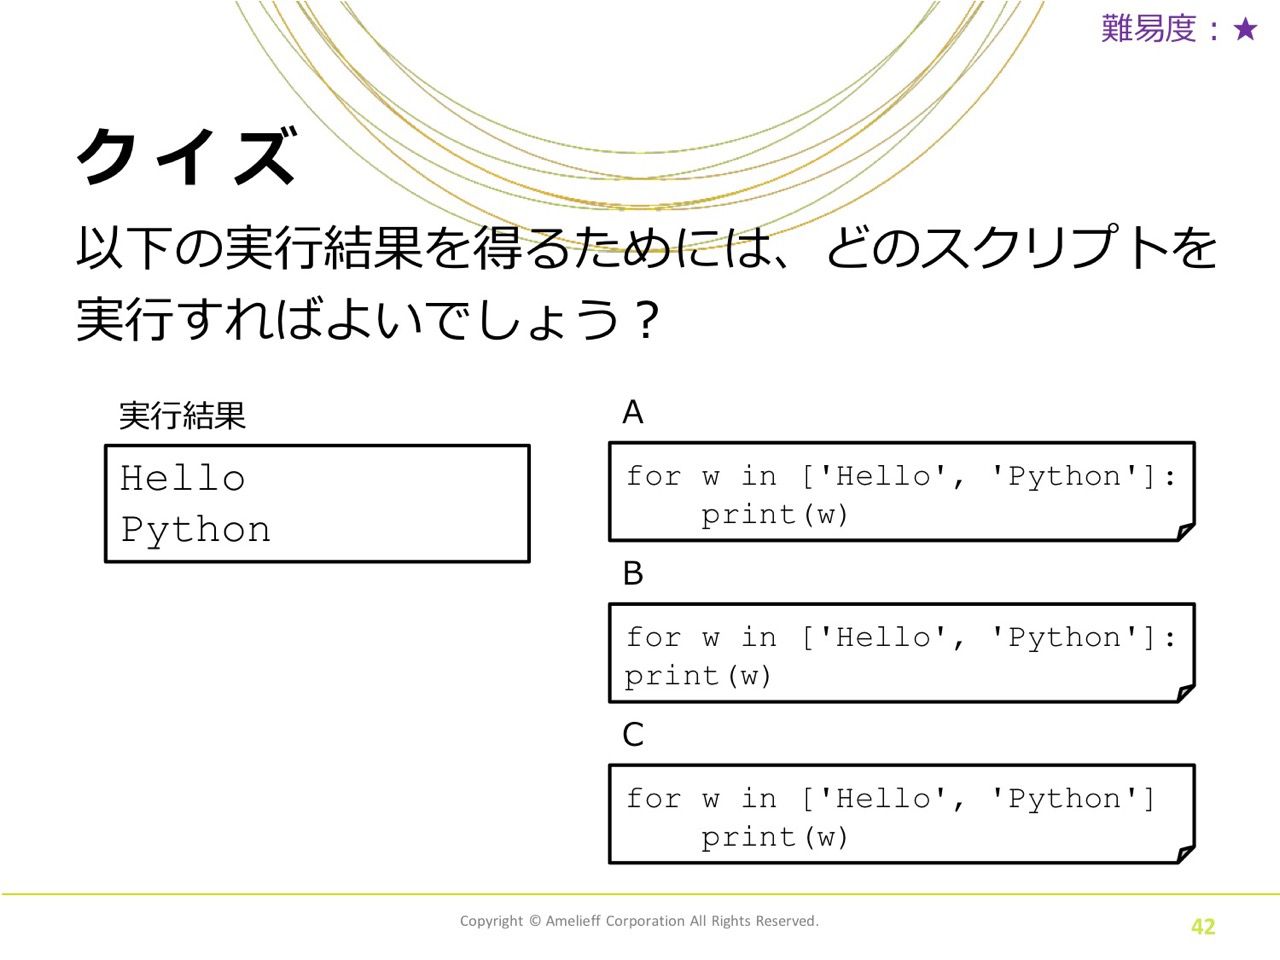 難易度：★
クイズ
以下の実行結果を得るためには、どのスクリプトを
実行すればよいでしょう？
実行結果
Hello
Python
A
for w in ['Hello', 'Python']:
    print(w)
B
for w in ['Hello', 'Python']:
print(w)
C
for w in ['Hello', 'Python']
    print(w)
Copyright © Amelieff Corporation All Rights Reserved.
42